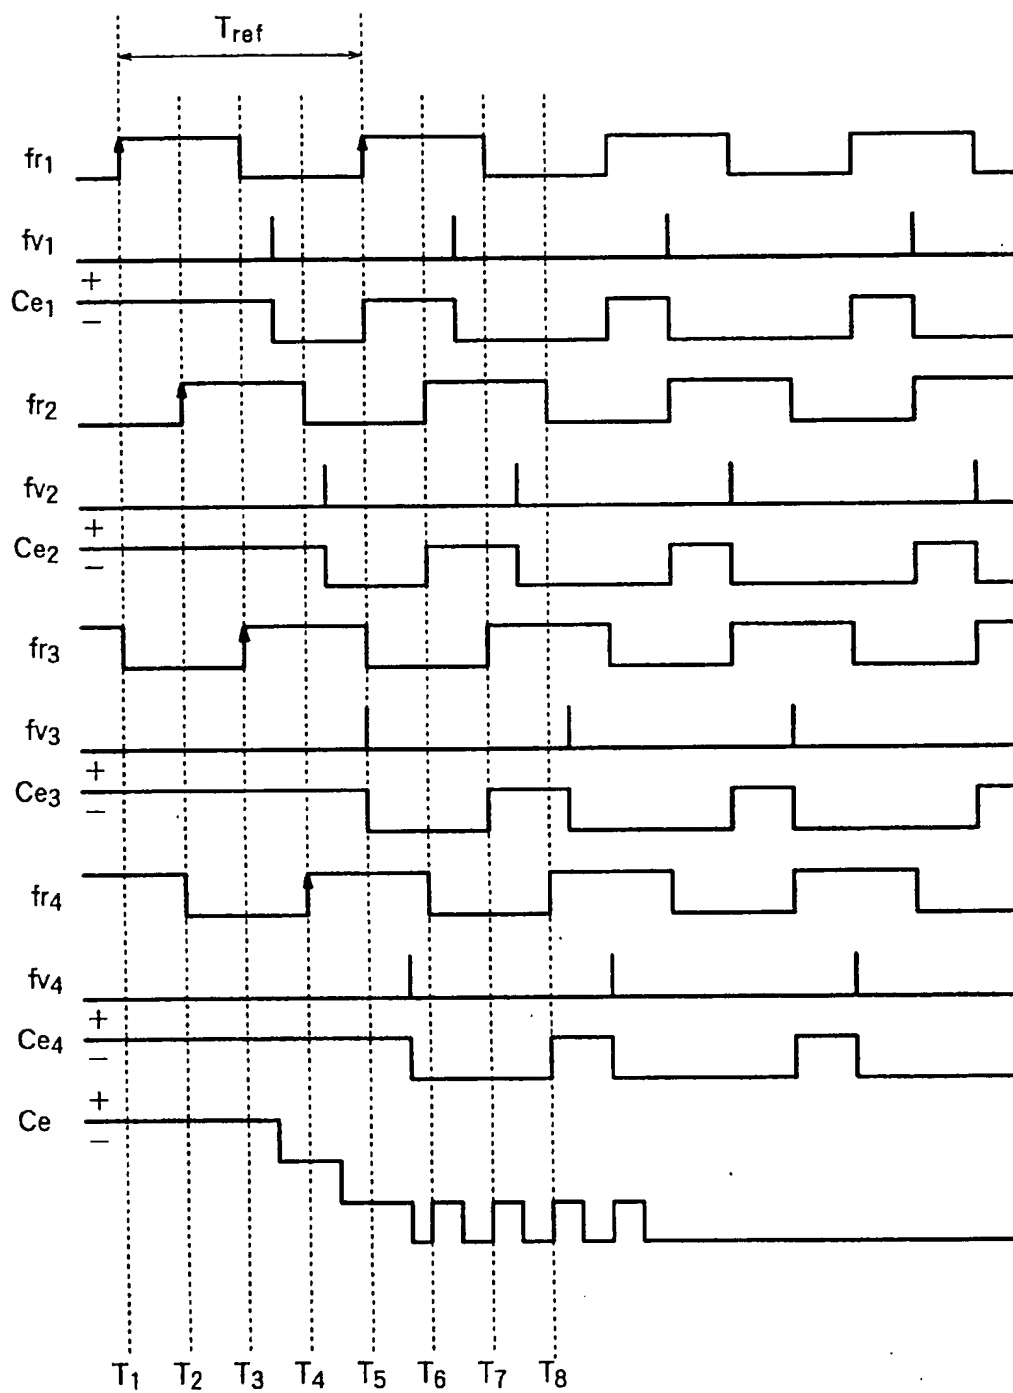 Tref
fr1
fv1
+
Ce1
−
fr2
fv2
+
Ce2
−
fr3
fv3
+
Ce3
−
fr4
fv4
+
Ce4
−
+
Ce
−
T1 T2 T3 T4 T5 T6 T7 T8